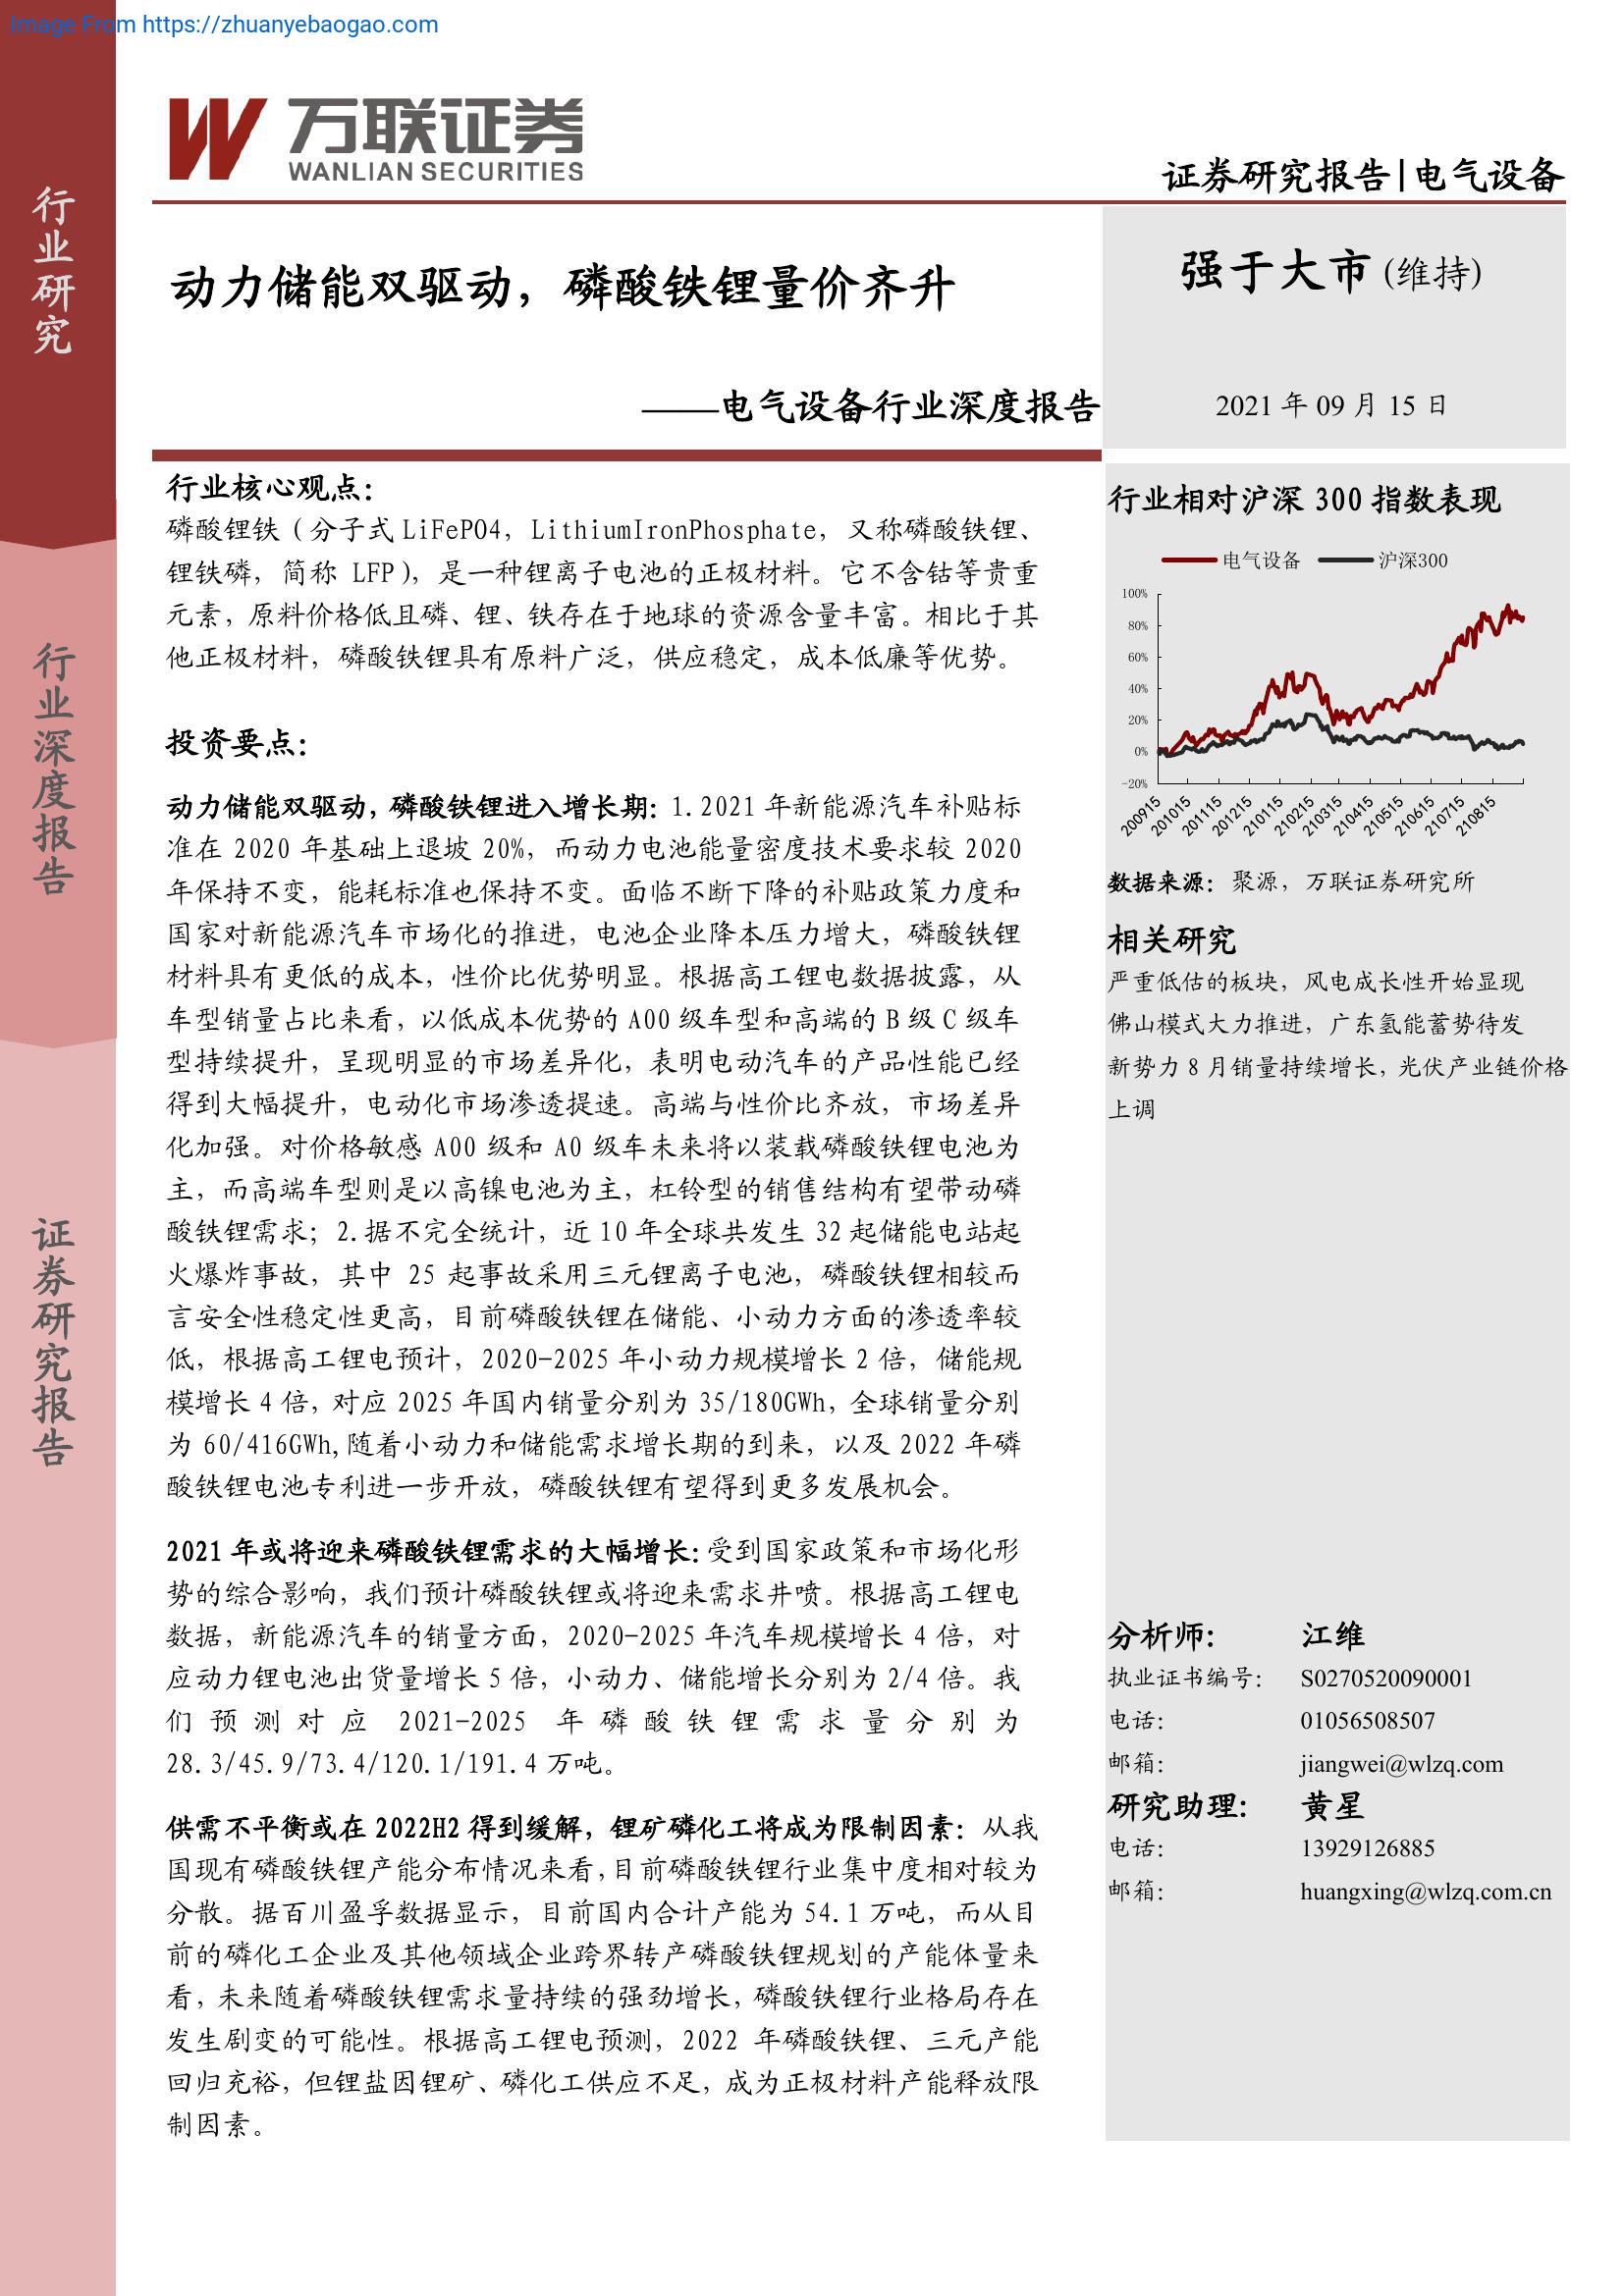 Image From https://zhuanyebaogao.com
万联证券
WANLIAN SECURITIES
证券研究报告|电气设备
行业研究
行业深度报告
证券研究报告
动力储能双驱动，磷酸铁锂量价齐升
——电气设备行业深度报告
强于大市(维持)
2021 年 09 月 15 日
行业核心观点：
磷酸锂铁（分子式 LiFePO4，LithiumIronPhosphate，又称磷酸铁锂、
锂铁磷，简称 LFP），是一种锂离子电池的正极材料。它不含钴等贵重
元素，原料价格低且磷、锂、铁存在于地球的资源含量丰富。相比于其
他正极材料，磷酸铁锂具有原料广泛，供应稳定，成本低廉等优势。
投资要点：
动力储能双驱动，磷酸铁锂进入增长期：1.2021 年新能源汽车补贴标
准在 2020 年基础上退坡 20%，而动力电池能量密度技术要求较 2020
年保持不变，能耗标准也保持不变。面临不断下降的补贴政策力度和
国家对新能源汽车市场化的推进，电池企业降本压力增大，磷酸铁锂
材料具有更低的成本，性价比优势明显。根据高工锂电数据披露，从
车型销量占比来看，以低成本优势的 A00 级车型和高端的 B 级 C 级车
型持续提升，呈现明显的市场差异化，表明电动汽车的产品性能已经
得到大幅提升，电动化市场渗透提速。高端与性价比齐放，市场差异
化加强。对价格敏感 A00 级和 A0 级车未来将以装载磷酸铁锂电池为
主，而高端车型则是以高镍电池为主，杠铃型的销售结构有望带动磷
酸铁锂需求；2.据不完全统计，近 10 年全球共发生 32 起储能电站起
火爆炸事故，其中 25 起事故采用三元锂离子电池，磷酸铁锂相较而
言安全性稳定性更高，目前磷酸铁锂在储能、小动力方面的渗透率较
低，根据高工锂电预计，2020-2025 年小动力规模增长 2 倍，储能规
模增长 4 倍，对应 2025 年国内销量分别为 35/180GWh，全球销量分别
为 60/416GWh,随着小动力和储能需求增长期的到来，以及 2022 年磷
酸铁锂电池专利进一步开放，磷酸铁锂有望得到更多发展机会。
2021 年或将迎来磷酸铁锂需求的大幅增长：受到国家政策和市场化形
势的综合影响，我们预计磷酸铁锂或将迎来需求井喷。根据高工锂电
数据，新能源汽车的销量方面，2020-2025 年汽车规模增长 4 倍，对
应动力锂电池出货量增长 5 倍，小动力、储能增长分别为 2/4 倍。我
们预测对应 2021-2025 年磷酸铁锂需求量分别为
28.3/45.9/73.4/120.1/191.4 万吨。
供需不平衡或在 2022H2 得到缓解，锂矿磷化工将成为限制因素：从我
国现有磷酸铁锂产能分布情况来看，目前磷酸铁锂行业集中度相对较为
分散。据百川盈孚数据显示，目前国内合计产能为 54.1 万吨，而从目
前的磷化工企业及其他领域企业跨界转产磷酸铁锂规划的产能体量来
看，未来随着磷酸铁锂需求量持续的强劲增长，磷酸铁锂行业格局存在
发生剧变的可能性。根据高工锂电预测，2022 年磷酸铁锂、三元产能
回归充裕，但锂盐因锂矿、磷化工供应不足，成为正极材料产能释放限
制因素。
行业相对沪深 300 指数表现
电气设备 沪深300
100%
80%
60%
40%
20%
0%
-20%
200915 201015 201115 201215 210115 210215 210315 210415 210515 210615 210715 210815
数据来源：聚源，万联证券研究所
相关研究
严重低估的板块，风电成长性开始显现
佛山模式大力推进，广东氢能蓄势待发
新势力 8 月销量持续增长，光伏产业链价格
上调
分析师： 江维
执业证书编号： S0270520090001
电话： 01056508507
邮箱： jiangwei@wlzq.com
研究助理： 黄星
电话： 13929126885
邮箱： huangxing@wlzq.com.cn